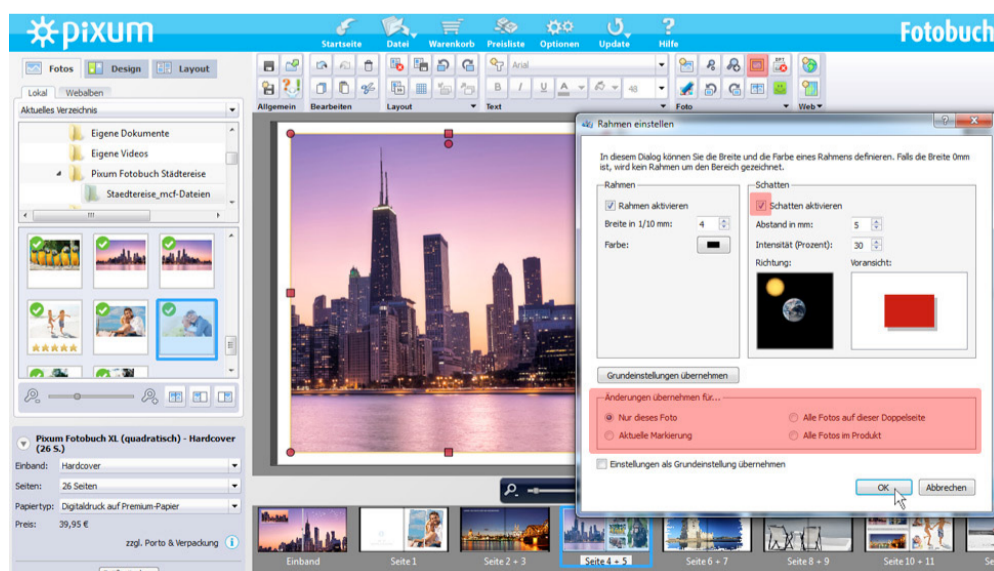 pixum
Fotobuch
Startseite Datei Warenkorb Preisliste Optionen Update Hilfe
Fotos Design Layout
Lokal Webalben
Aktuelles Verzeichnis
Eigene Dokumente
Eigene Videos
Pixum Fotobuch Städtereise
Staedtereise_mcf-Dateien
Arial
B I U A 48
Allgemein Bearbeiten Layout Text Foto Web
Rahmen einstellen
In diesem Dialog können Sie die Breite und die Farbe eines Rahmens definieren. Falls die Breite 0mm
ist, wird kein Rahmen um den Bereich gezeichnet.
Rahmen
Rahmen aktivieren
Breite in 1/10 mm: 4
Farbe:
Schatten
Schatten aktivieren
Abstand in mm: 5
Intensität (Prozent): 30
Richtung: Voransicht:
Grundeinstellungen übernehmen
Änderungen übernehmen für...
Nur dieses Foto Alle Fotos auf dieser Doppelseite
Aktuelle Markierung Alle Fotos im Produkt
Einstellungen als Grundeinstellung übernehmen
OK Abbrechen
Pixum Fotobuch XL (quadratisch) - Hardcover
(26 S.)
Einband: Hardcover
Seiten: 26 Seiten
Papiertyp: Digitaldruck auf Premium-Papier
Preis: 39,95 €
zzgl. Porto & Verpackung
Einband Seite 1 Seite 2 + 3 Seite 4 + 5 Seite 6 + 7 Seite 8 + 9 Seite 10 + 11 Se